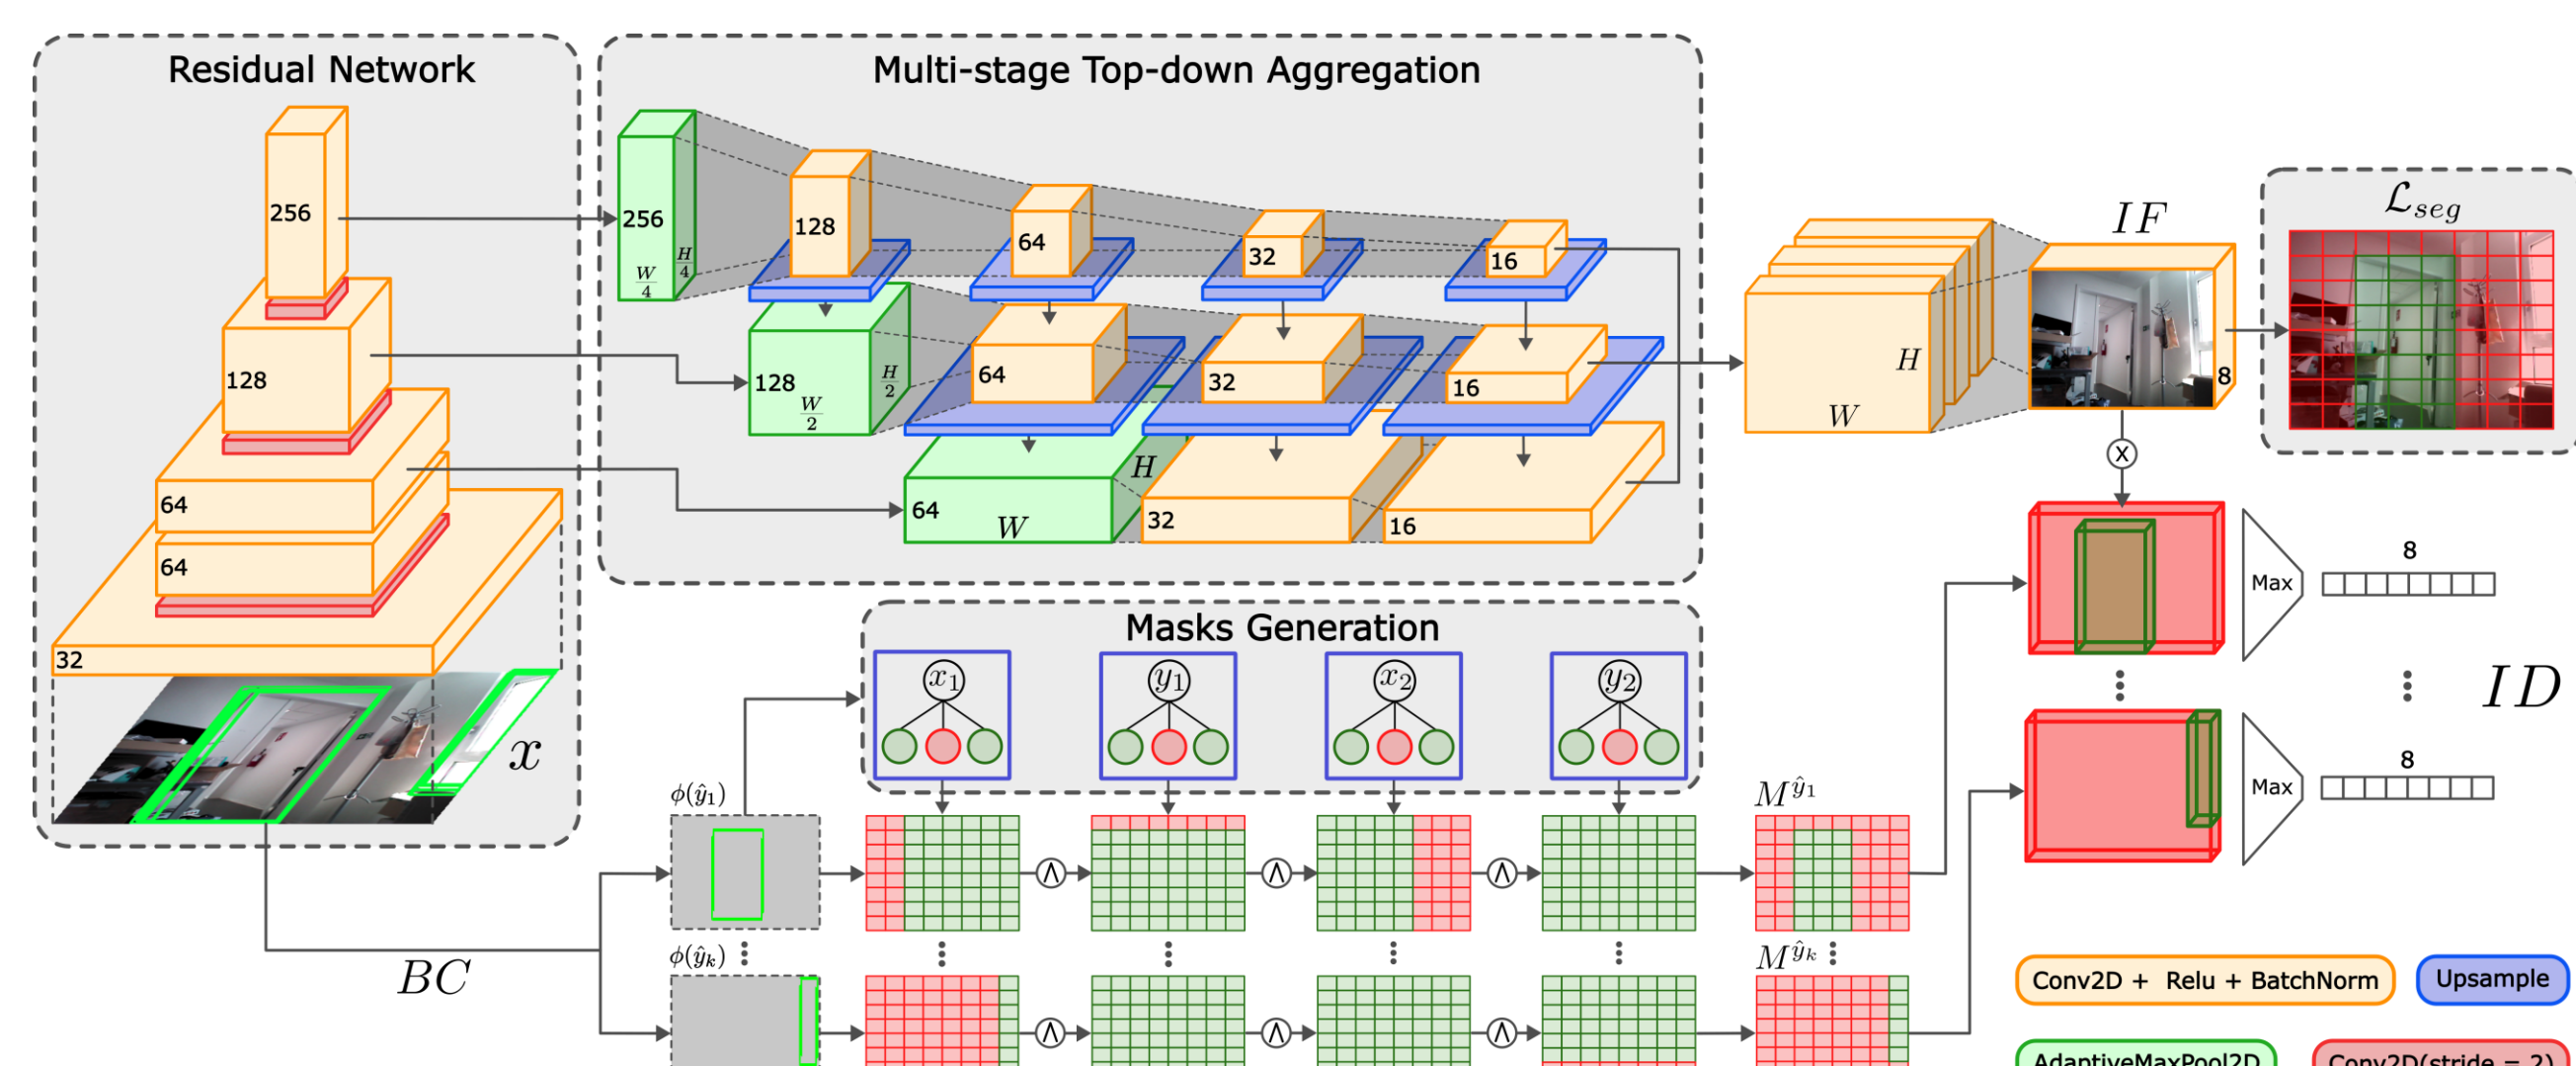 Residual Network
256
128
64
64
32
x
BC
Multi-stage Top-down Aggregation
256
W/4
H/4
128
64
32
16
128
W/2
H/2
64
32
16
64
W
H
32
16
H
W
IF
8
ℒseg
x
Max
8
ID
Max
8
Masks Generation
x₁
y₁
x₂
y₂
ϕ(ŷ₁)
Λ
Λ
Λ
M^ŷ₁
ϕ(ŷₖ)
Λ
Λ
Λ
M^ŷₖ
Conv2D + Relu + BatchNorm
Upsample
AdaptiveMaxPool2D
Conv2D(stride = 2)